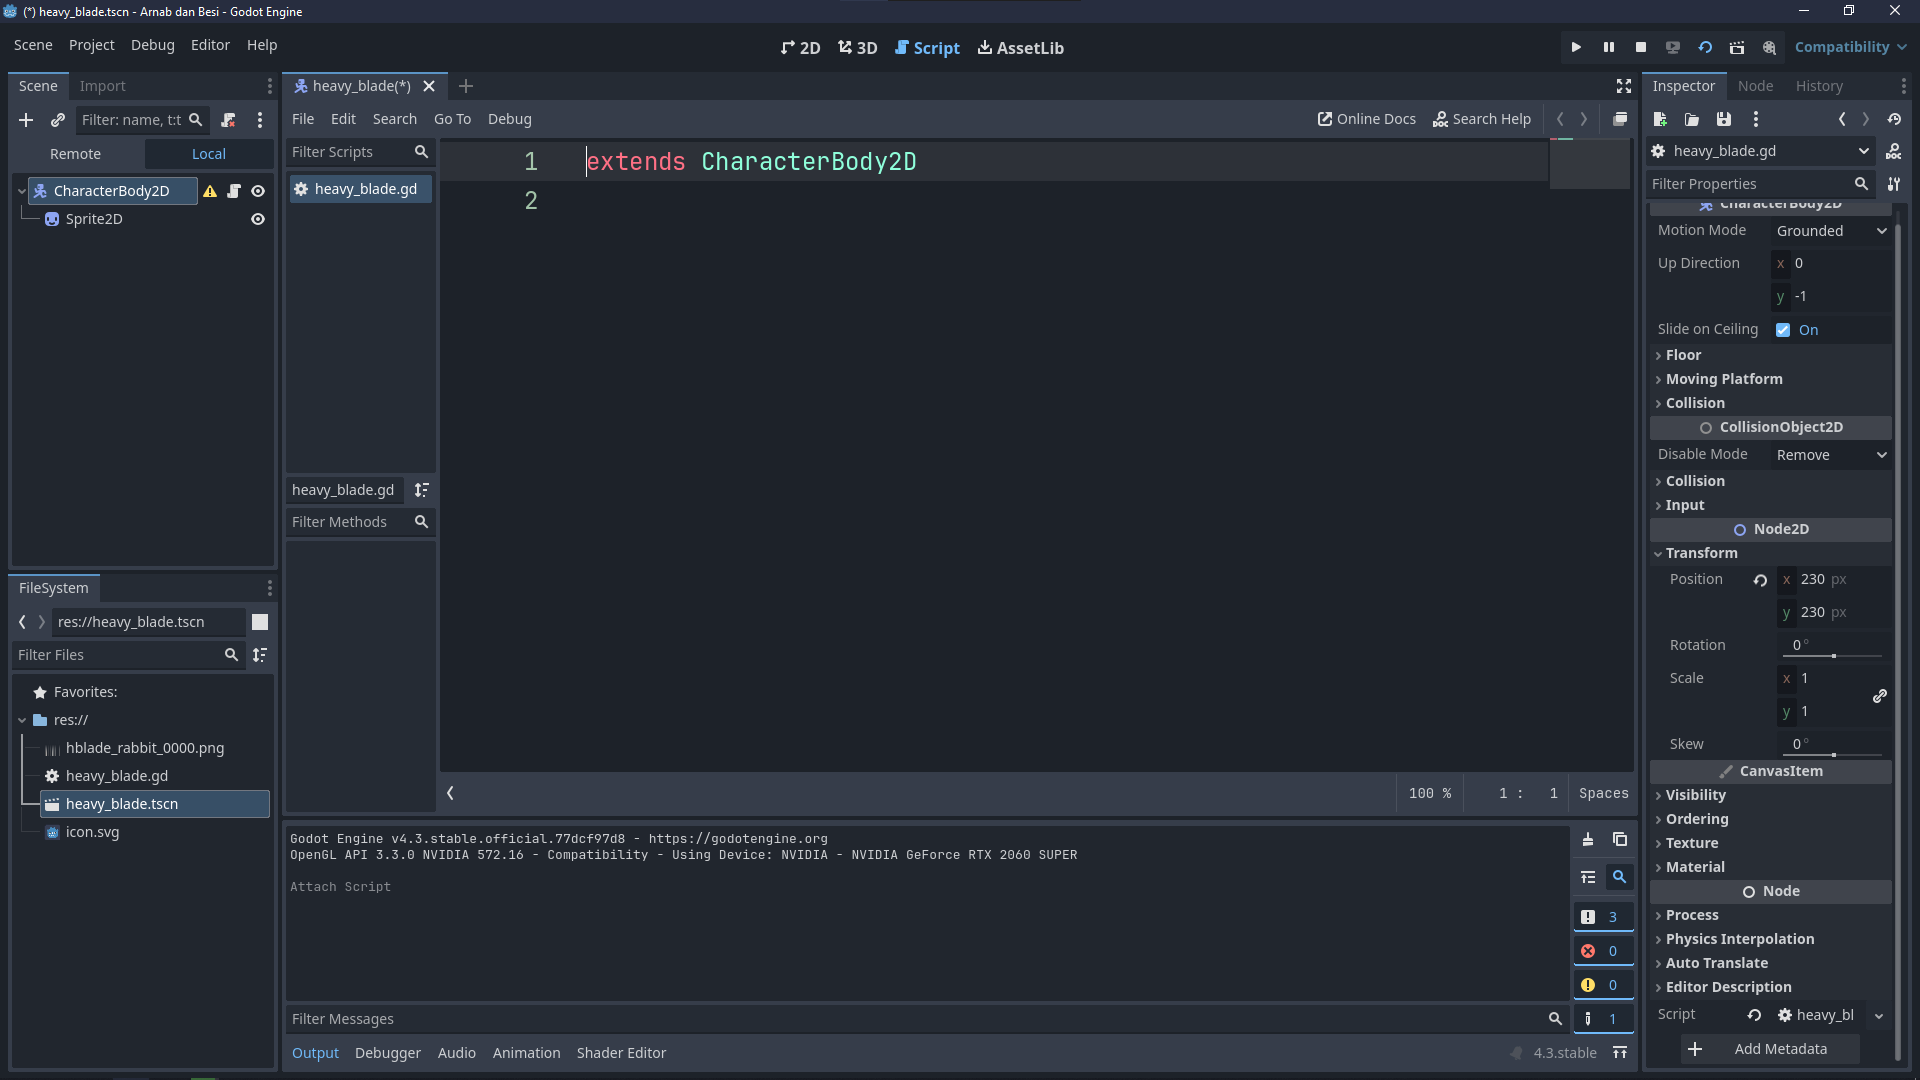 (*) heavy_blade.tscn - Arnab dan Besi - Godot Engine
Scene Project Debug Editor Help
2D 3D Script AssetLib
Compatibility
Scene Import
Filter: name, t:t
Remote Local
CharacterBody2D
Sprite2D
FileSystem
res://heavy_blade.tscn
Filter Files
Favorites:
res://
hblade_rabbit_0000.png
heavy_blade.gd
heavy_blade.tscn
icon.svg
heavy_blade(*)
File Edit Search Go To Debug
Online Docs Search Help
Filter Scripts
heavy_blade.gd
heavy_blade.gd
Filter Methods
1 extends CharacterBody2D
2
100 % 1 : 1 Spaces
Godot Engine v4.3.stable.official.77dcf97d8 - https://godotengine.org
OpenGL API 3.3.0 NVIDIA 572.16 - Compatibility - Using Device: NVIDIA - NVIDIA GeForce RTX 2060 SUPER
Attach Script
3
0
0
1
Filter Messages
Output Debugger Audio Animation Shader Editor
4.3.stable
Inspector Node History
heavy_blade.gd
Filter Properties
CharacterBody2D
Motion Mode Grounded
Up Direction x 0
y -1
Slide on Ceiling On
Floor
Moving Platform
Collision
CollisionObject2D
Disable Mode Remove
Collision
Input
Node2D
Transform
Position x 230 px
y 230 px
Rotation 0 °
Scale x 1
y 1
Skew 0 °
CanvasItem
Visibility
Ordering
Texture
Material
Node
Process
Physics Interpolation
Auto Translate
Editor Description
Script heavy_bl
Add Metadata